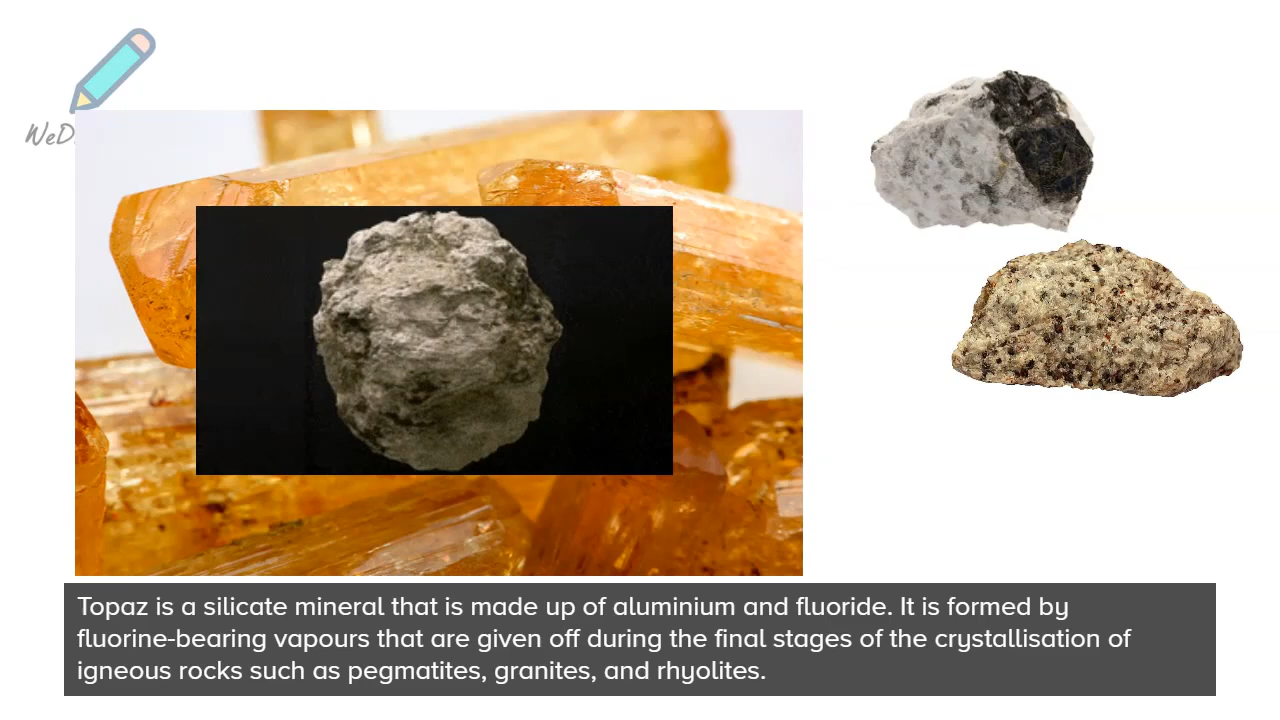 WeD
Topaz is a silicate mineral that is made up of aluminium and fluoride. It is formed by
fluorine-bearing vapours that are given off during the final stages of the crystallisation of
igneous rocks such as pegmatites, granites, and rhyolites.